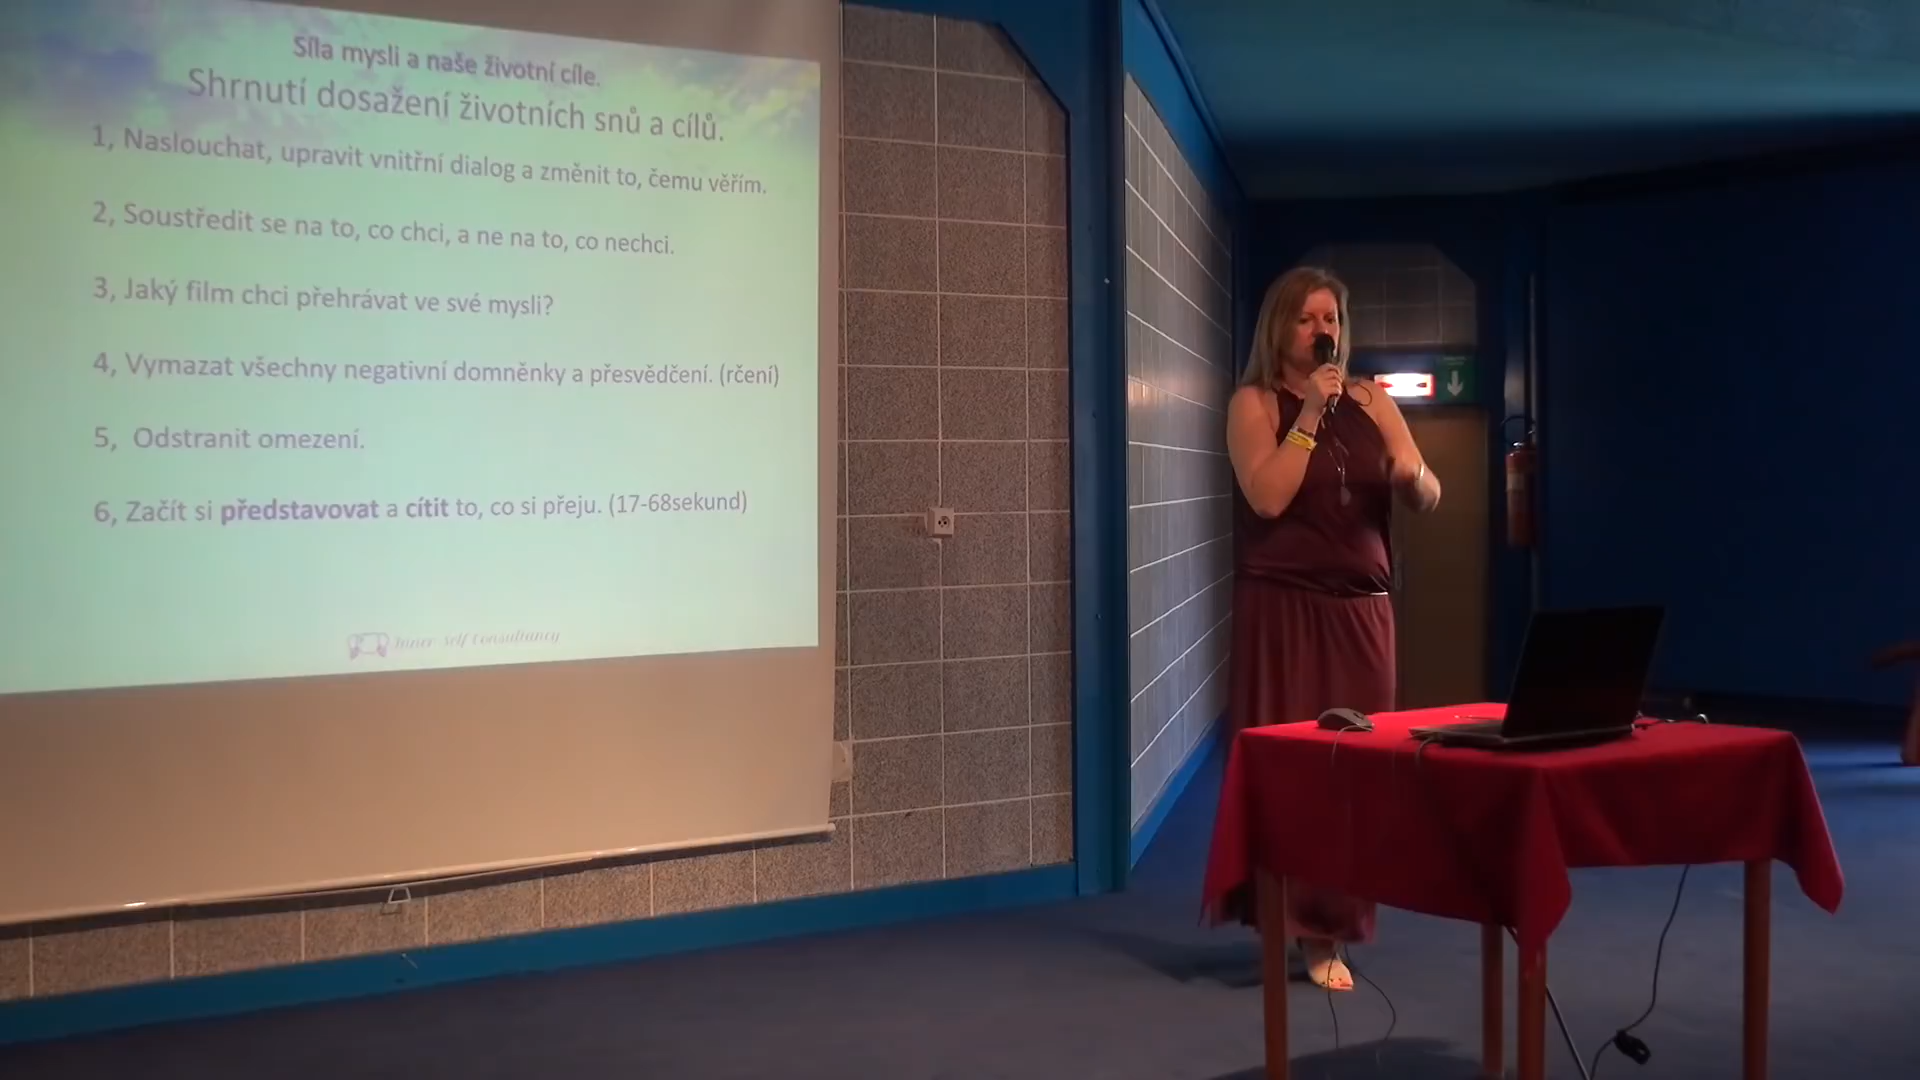 Síla mysli a naše životní cíle.
Shrnutí dosažení životních snů a cílů.
1, Naslouchat, upravit vnitřní dialog a změnit to, čemu věřím.
2, Soustředit se na to, co chci, a ne na to, co nechci.
3, Jaký film chci přehrávat ve své mysli?
4, Vymazat všechny negativní domněnky a přesvědčení. (rčení)
5, Odstranit omezení.
6, Začít si představovat a cítit to, co si přeju. (17-68sekund)
Inner Self Consultancy